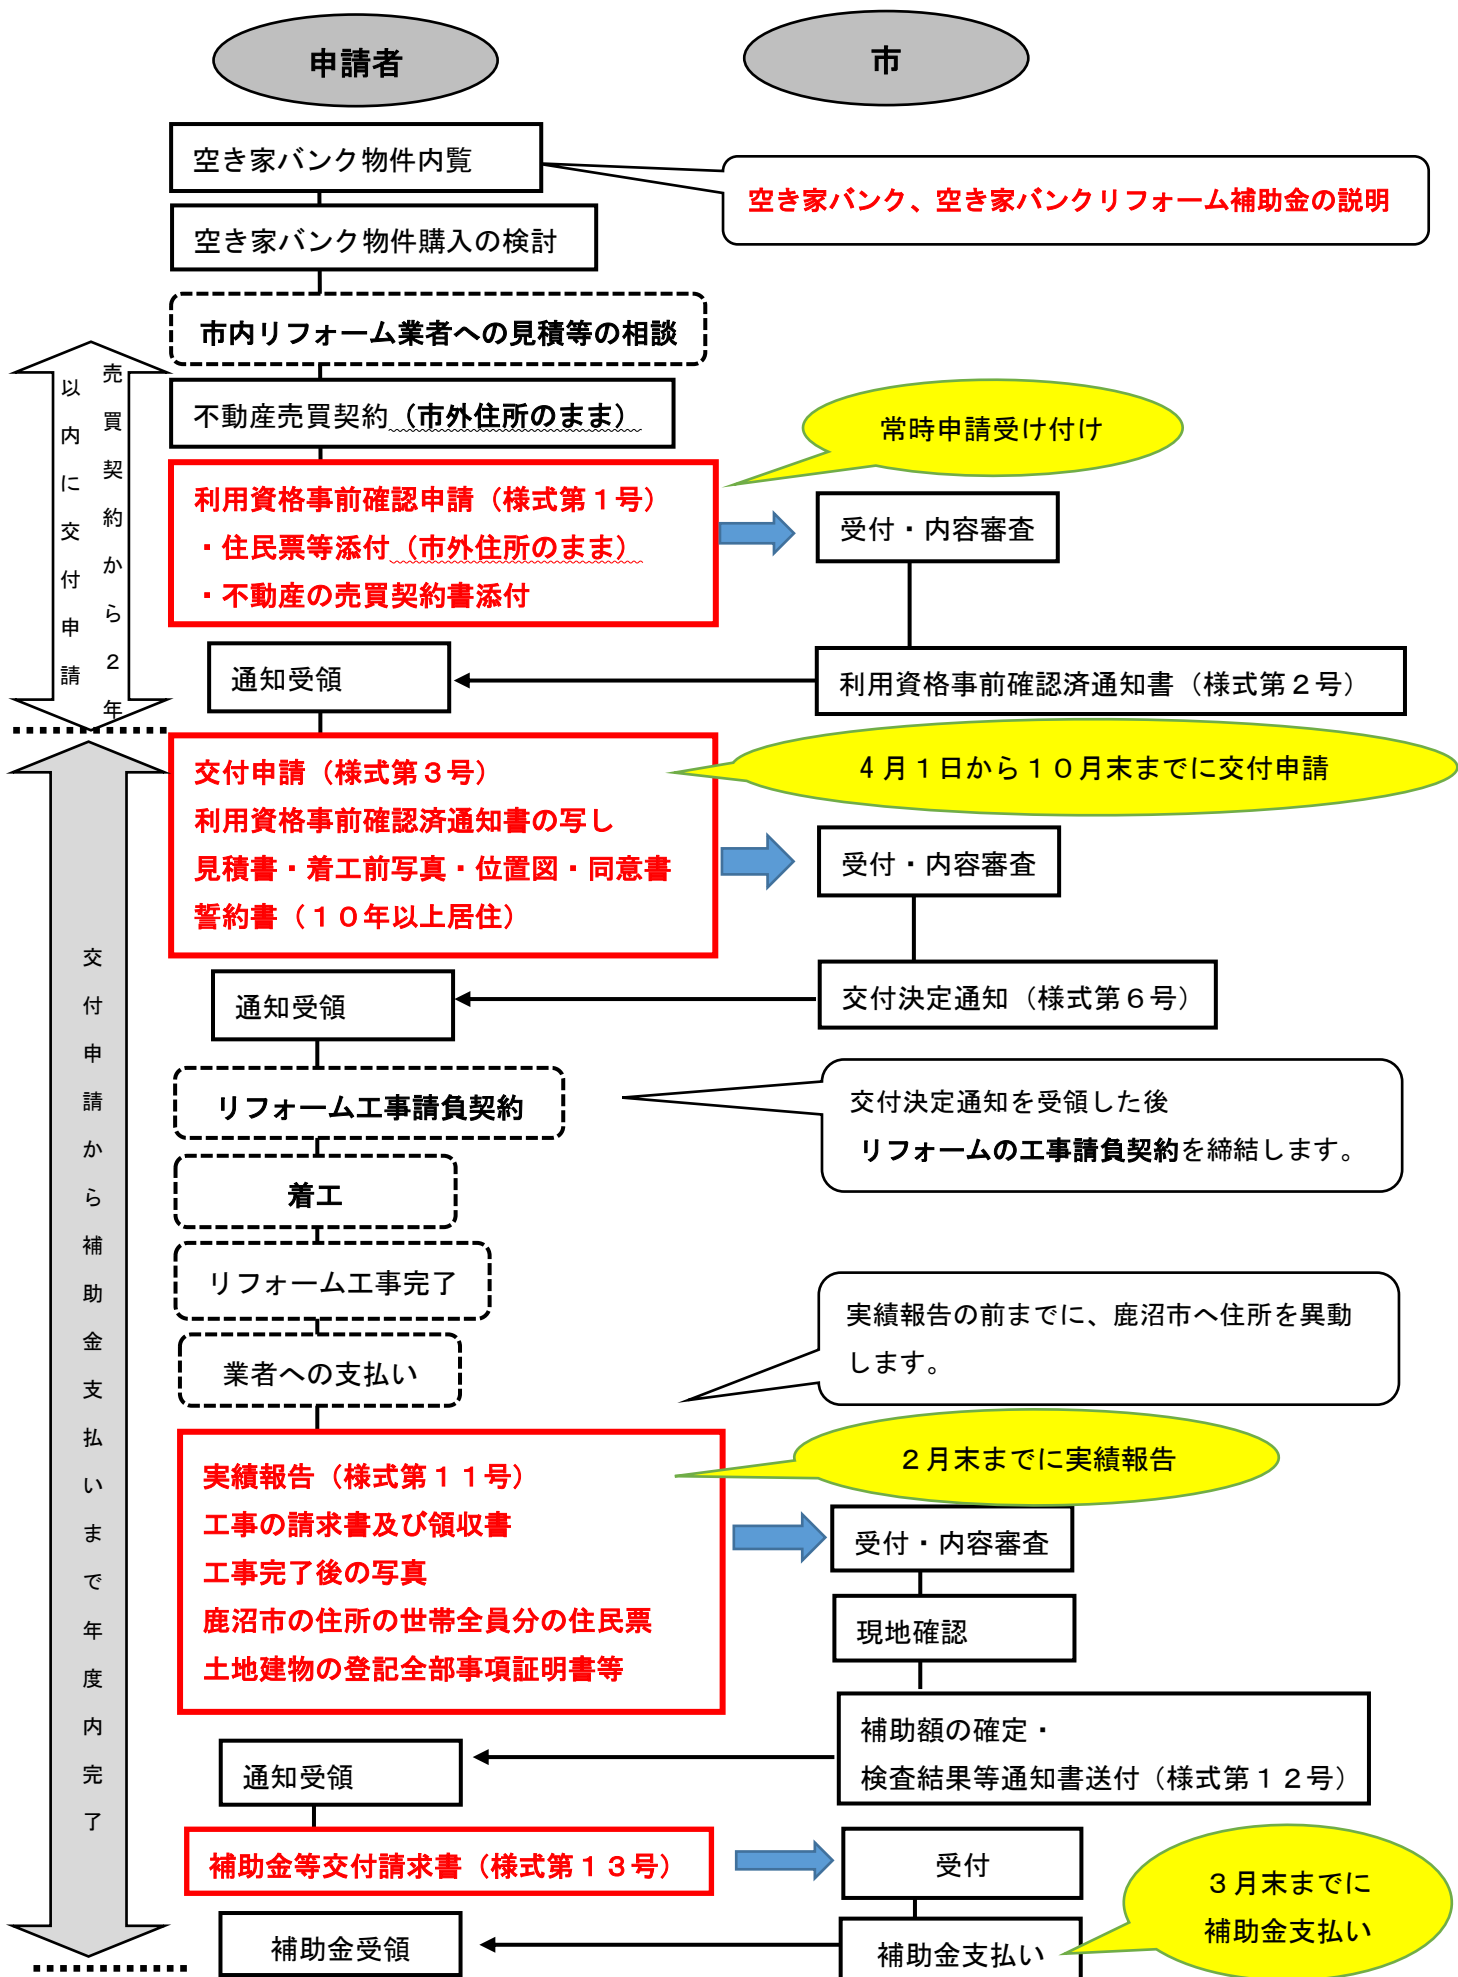 申請者
市
空き家バンク物件内覧
空き家バンク、空き家バンクリフォーム補助金の説明
空き家バンク物件購入の検討
市内リフォーム業者への見積等の相談
売買契約から2年
以内に交付申請
不動産売買契約（市外住所のまま）
常時申請受け付け
利用資格事前確認申請（様式第１号）
・住民票等添付（市外住所のまま）
・不動産の売買契約書添付
受付・内容審査
通知受領
利用資格事前確認済通知書（様式第２号）
交付申請（様式第３号）
利用資格事前確認済通知書の写し
見積書・着工前写真・位置図・同意書
誓約書（１０年以上居住）
4月１日から１０月末までに交付申請
受付・内容審査
交付申請から補助金支払いまで年度内完了
通知受領
交付決定通知（様式第６号）
リフォーム工事請負契約
交付決定通知を受領した後
リフォームの工事請負契約を締結します。
着工
リフォーム工事完了
業者への支払い
実績報告の前までに、鹿沼市へ住所を異動
します。
２月末までに実績報告
実績報告（様式第１１号）
工事の請求書及び領収書
工事完了後の写真
鹿沼市の住所の世帯全員分の住民票
土地建物の登記全部事項証明書等
受付・内容審査
現地確認
補助額の確定・
検査結果等通知書送付（様式第１２号）
通知受領
補助金等交付請求書（様式第１３号）
受付
３月末までに
補助金支払い
補助金受領
補助金支払い